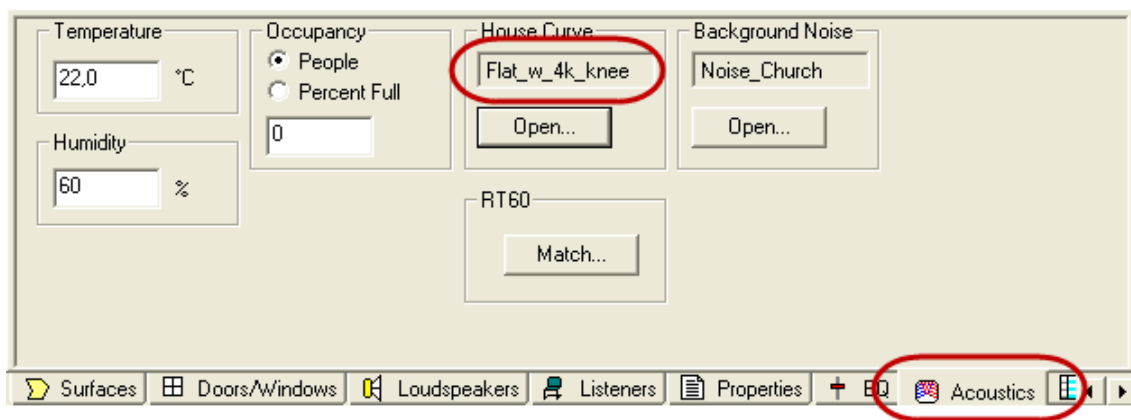 Temperature
22,0 °C
Humidity
60 %
Occupancy
People
Percent Full
0
House Curve
Flat_w_4k_knee
Open...
Background Noise
Noise_Church
Open...
RT60
Match...
Surfaces Doors/Windows Loudspeakers Listeners Properties EQ Acoustics